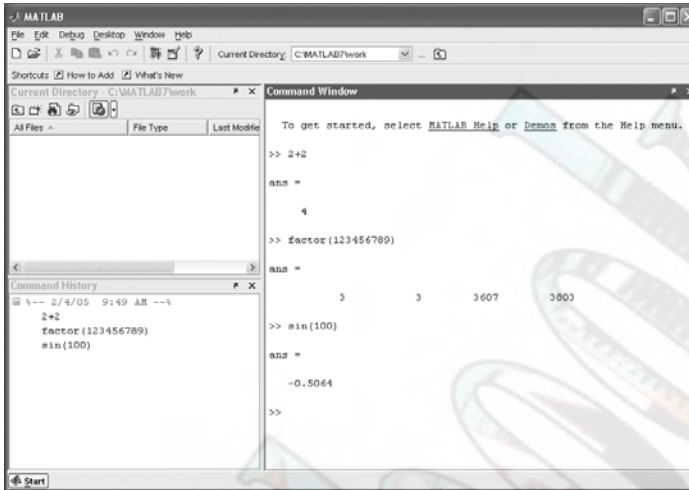 MATLAB
File Edit Debug Desktop Window Help
Current Directory: C:\MATLAB7\work
Shortcuts How to Add What's New
Current Directory - C:\MATLAB7\work
All Files File Type Last Modifie
Command History
%-- 2/4/05 9:49 AM --%
2+2
factor(123456789)
sin(100)
Command Window
To get started, select MATLAB Help or Demos from the Help menu.
>> 2+2
ans =
4
>> factor(123456789)
ans =
3 3 3607 3803
>> sin(100)
ans =
-0.5064
>>
Start